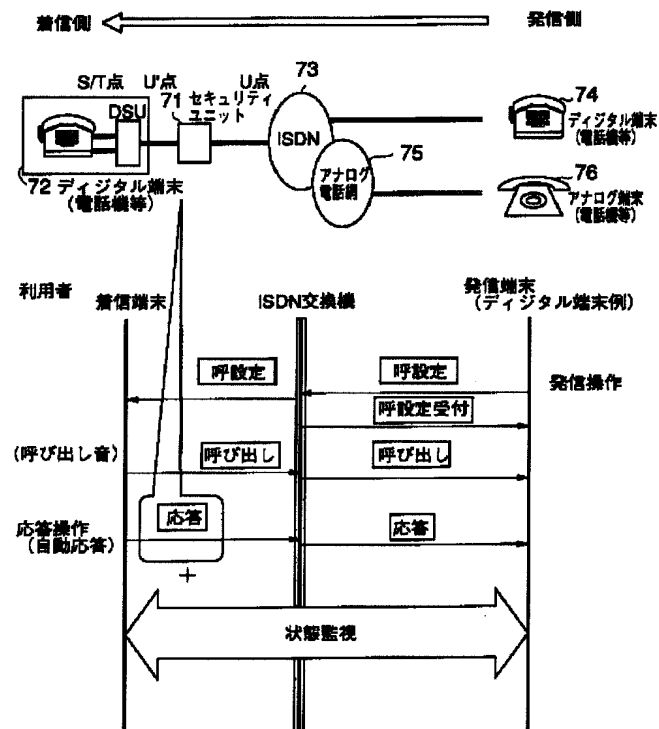 着信側
発信側
S/T点
U'点
U点
73
74
71
セキュリティ
ユニット
DSU
ISDN
ディジタル端末
(電話機等)
75
アナログ
電話網
72 ディジタル端末
(電話機等)
76
アナログ端末
(電話機等)
利用者
着信端末
ISDN交換機
発信端末
(ディジタル端末例)
呼設定
呼設定
発信操作
呼設定受付
(呼び出し音)
呼び出し
呼び出し
応答操作
(自動応答)
応答
応答
+
状態監視